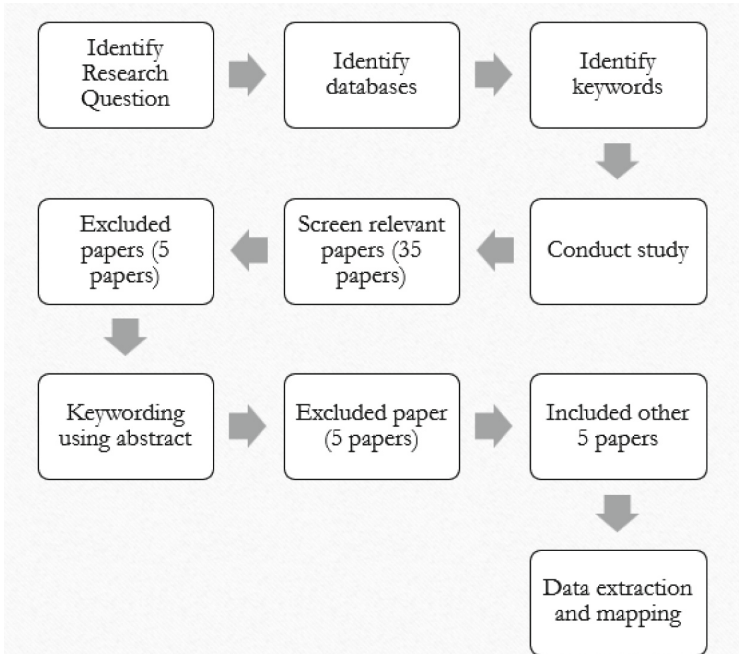 Identify
Research
Question
Identify
databases
Identify
keywords
Conduct study
Screen relevant
papers (35
papers)
Excluded
papers (5
papers)
Keywording
using abstract
Excluded paper
(5 papers)
Included other
5 papers
Data extraction
and mapping